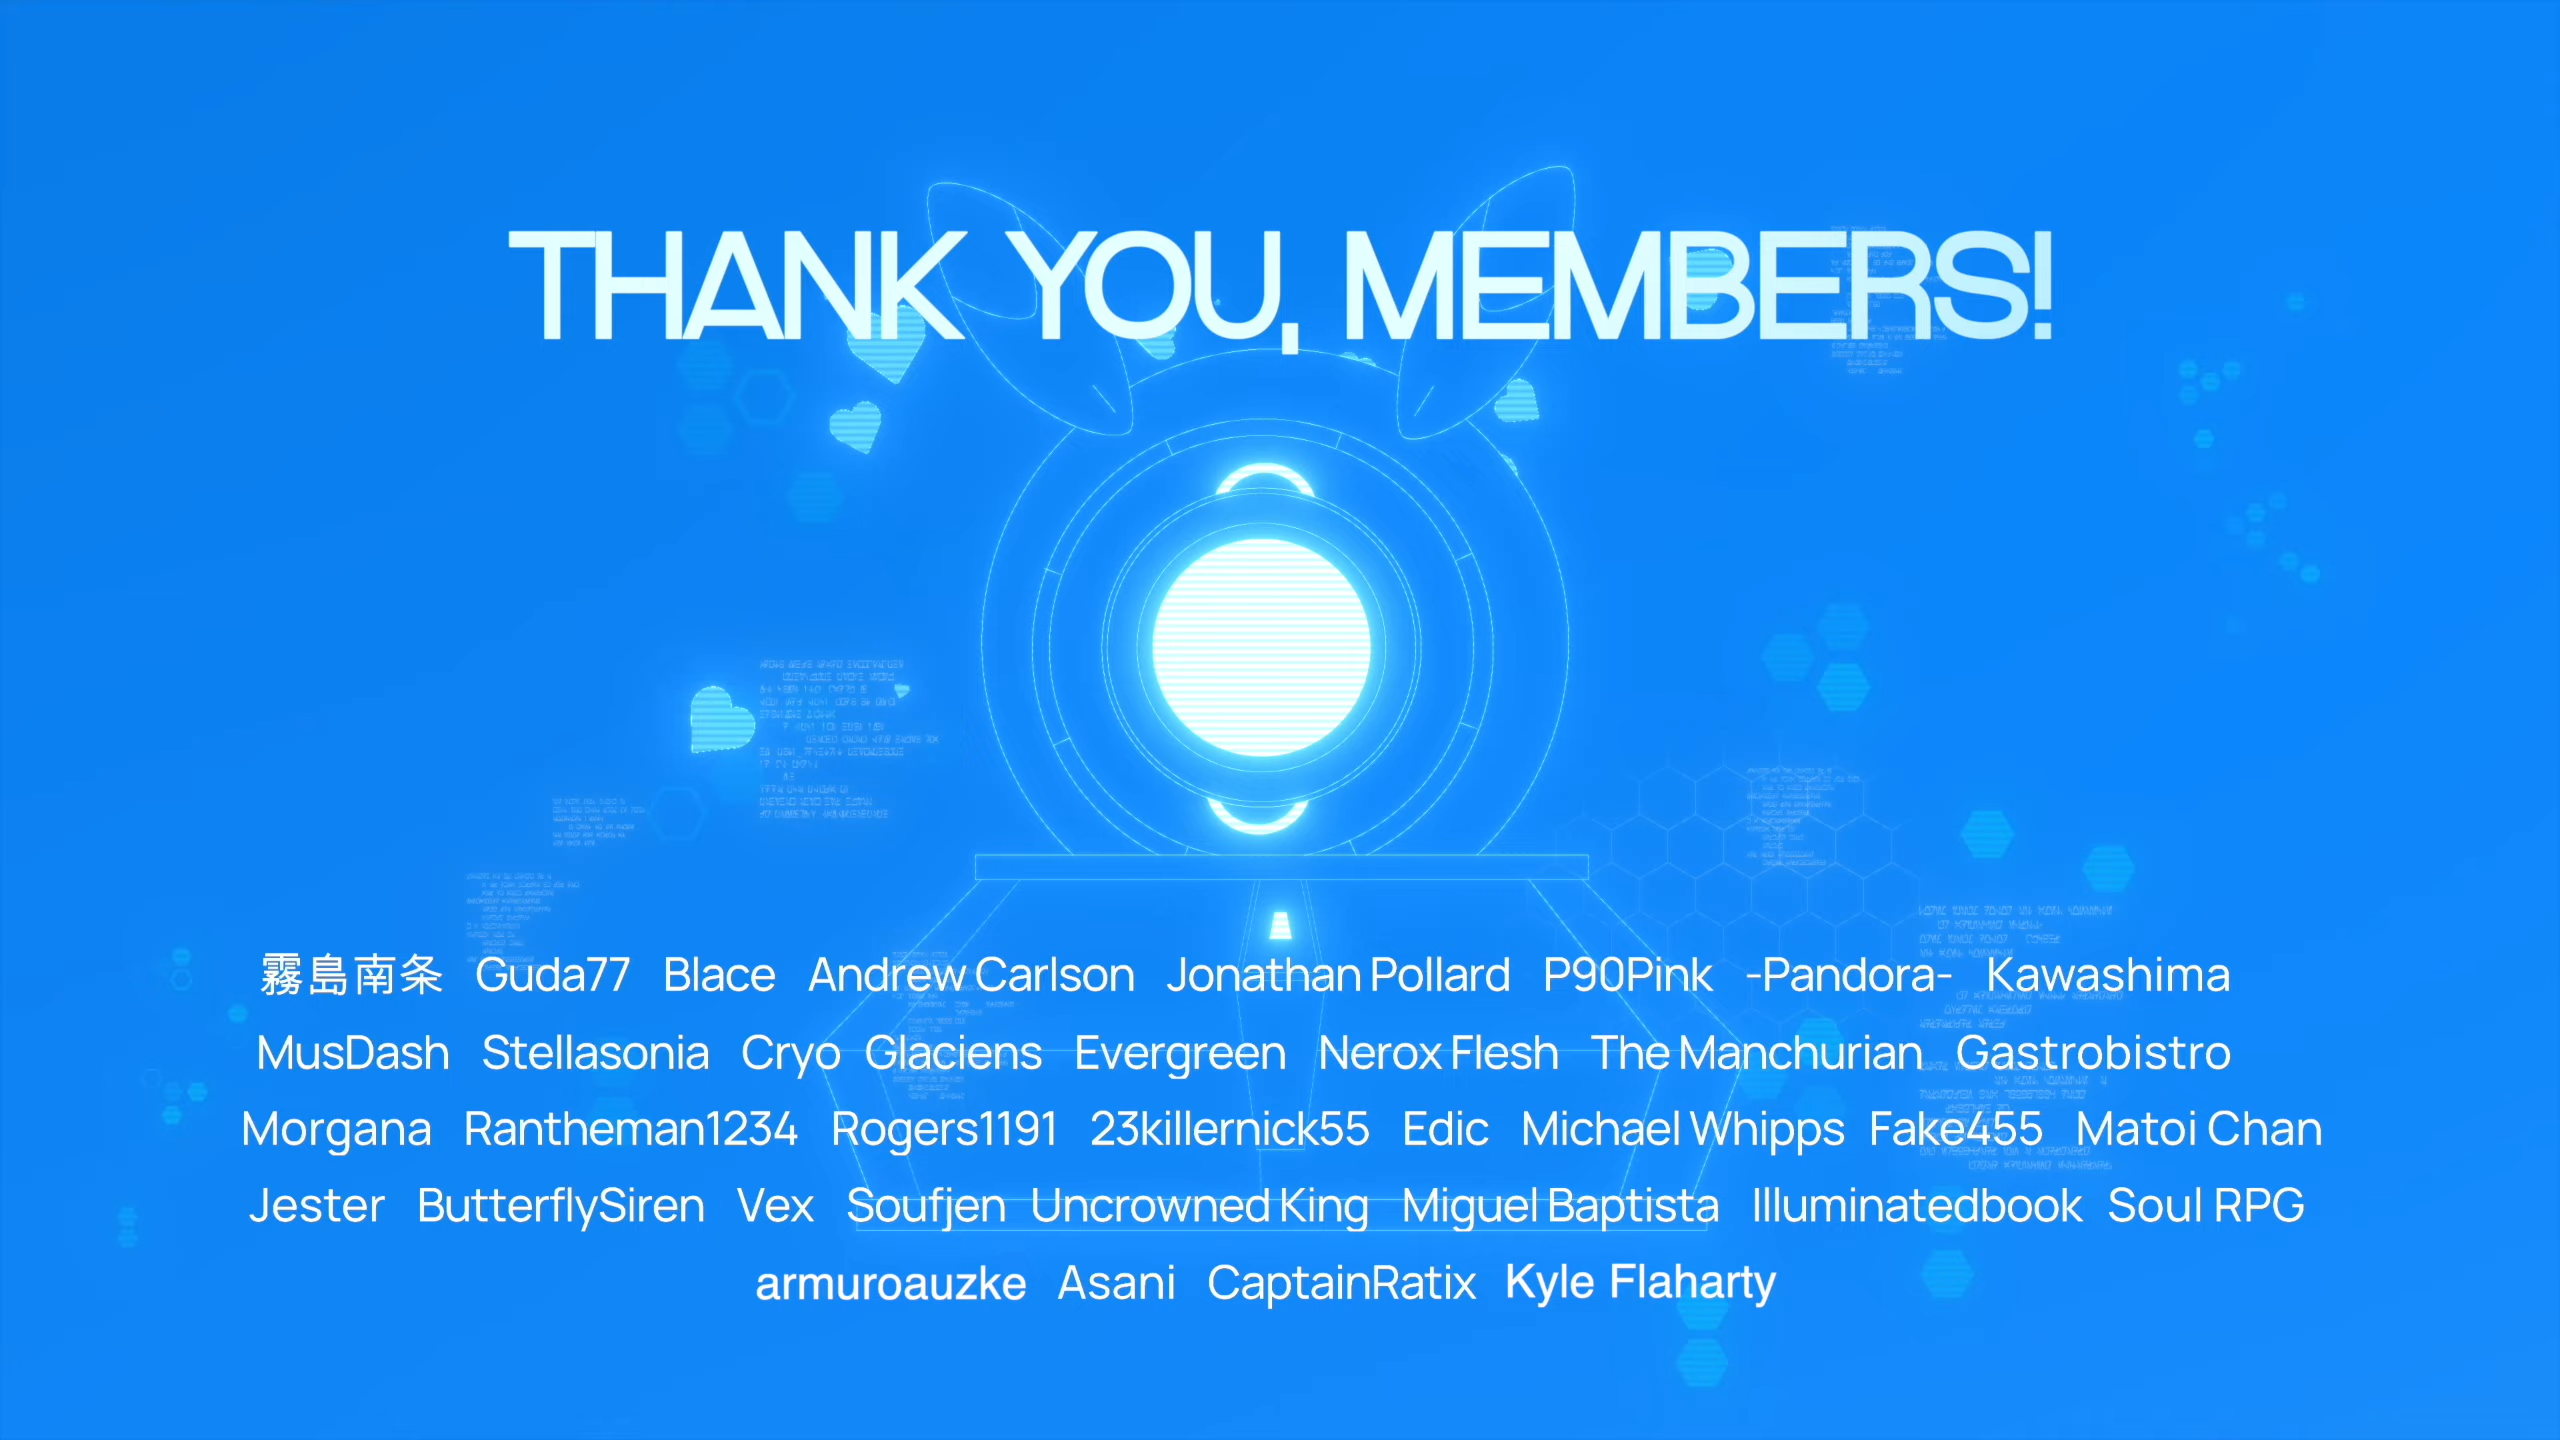 THANK YOU, MEMBERS!
霧島南条 Guda77 Blace Andrew Carlson Jonathan Pollard P90Pink -Pandora- Kawashima
MusDash Stellasonia Cryo Glaciens Evergreen Nerox Flesh The Manchurian Gastrobistro
Morgana Rantheman1234 Rogers1191 23killernick55 Edic Michael Whipps Fake455 Matoi Chan
Jester ButterflySiren Vex Soufjen Uncrowned King Miguel Baptista Illuminatedbook Soul RPG
armuroauzke Asani CaptainRatix Kyle Flaharty